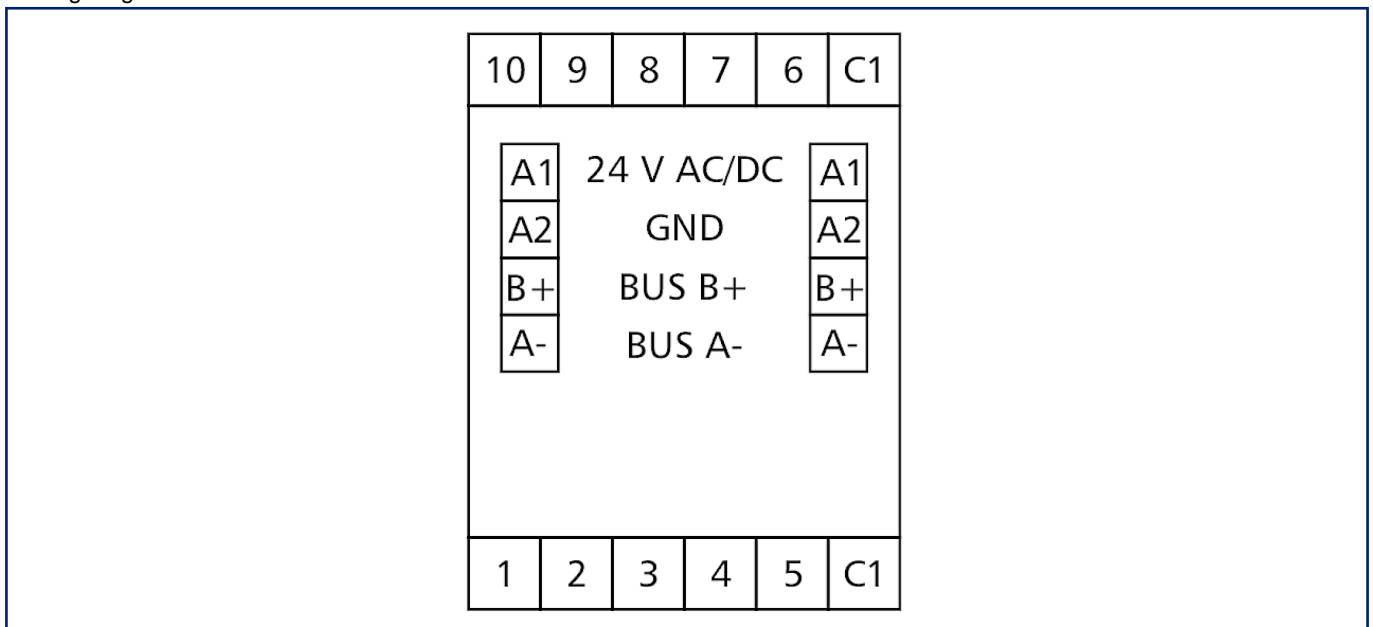 10 9 8 7 6 C1
A1 24 V AC/DC A1
A2 GND A2
B+ BUS B+ B+
A- BUS A- A-
1 2 3 4 5 C1